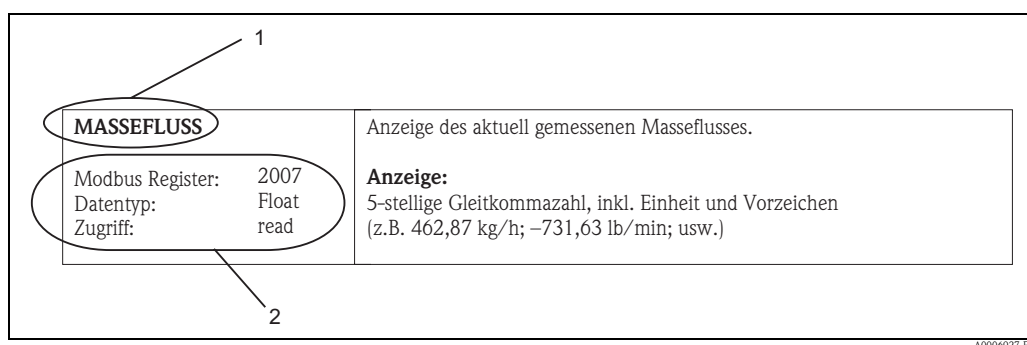 1
MASSEFLUSS
Modbus Register: 2007
Datentyp: Float
Zugriff: read
Anzeige des aktuell gemessenen Masseflusses.
Anzeige:
5-stellige Gleitkommazahl, inkl. Einheit und Vorzeichen
(z.B. 462,87 kg/h; –731,63 lb/min; usw.)
2